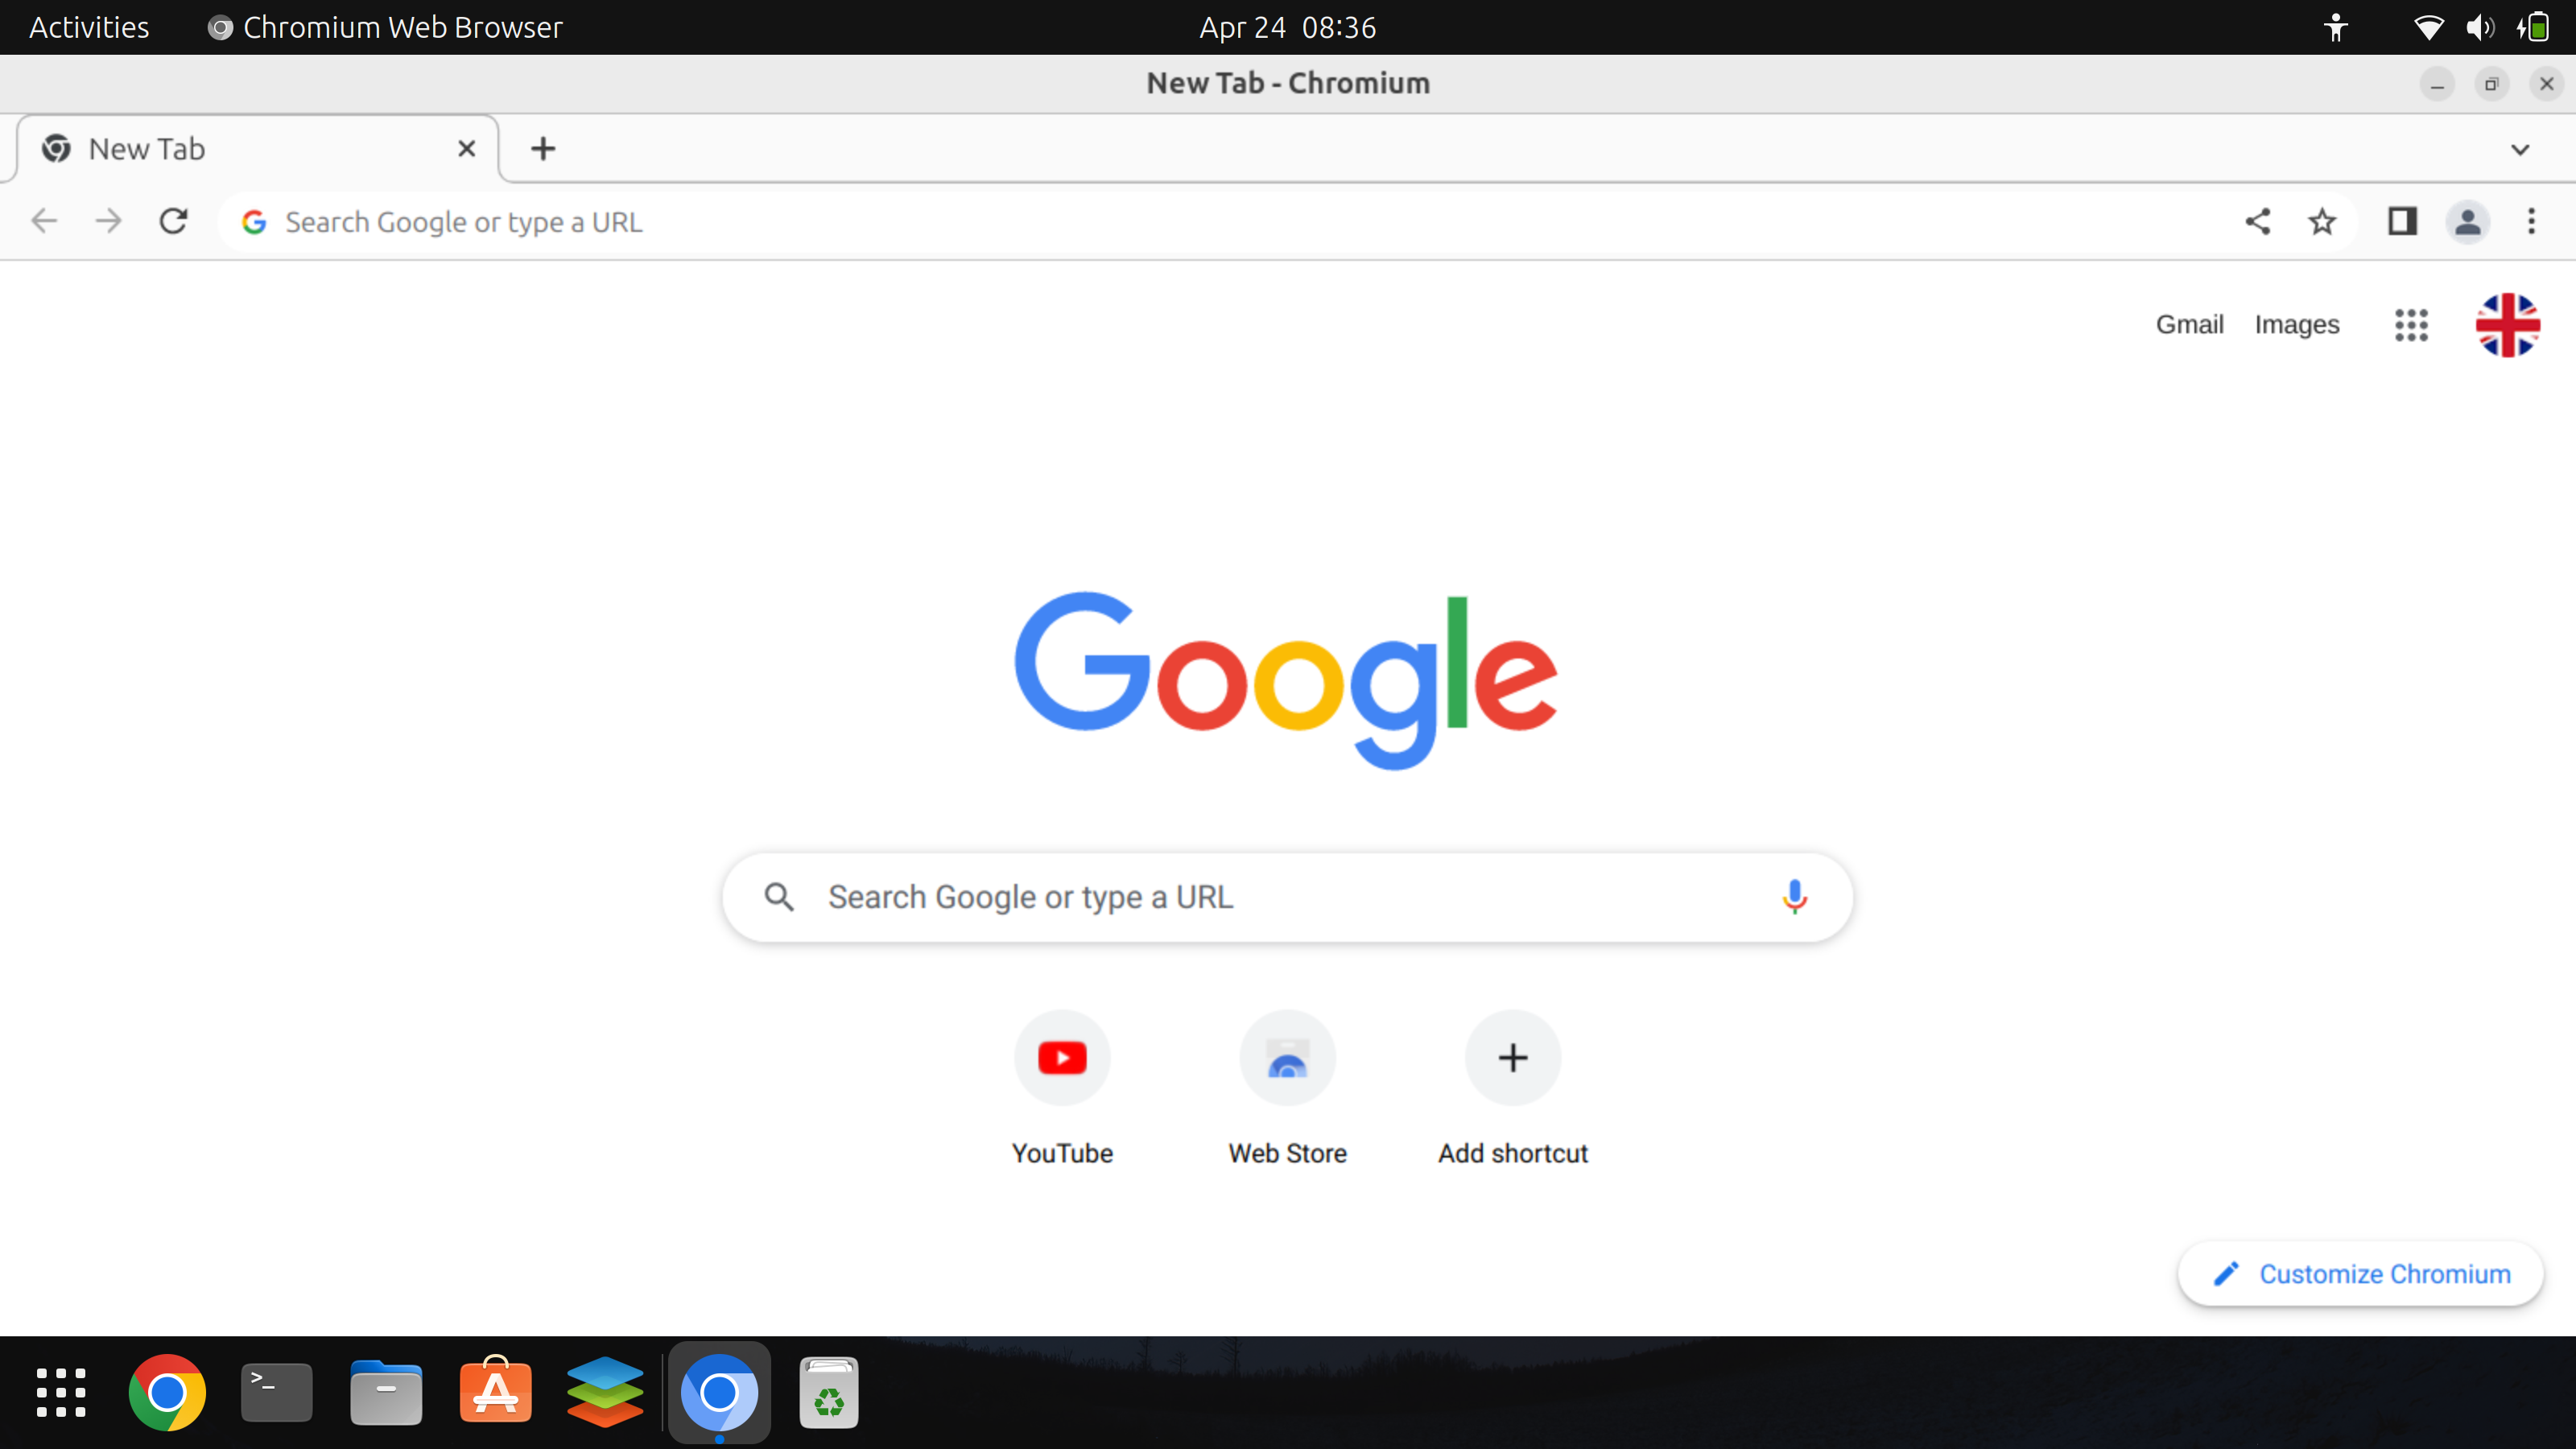 Activities Chromium Web Browser Apr 24 08:36
New Tab - Chromium
New Tab
Search Google or type a URL
Gmail Images
Google
Search Google or type a URL
YouTube Web Store Add shortcut
Customize Chromium